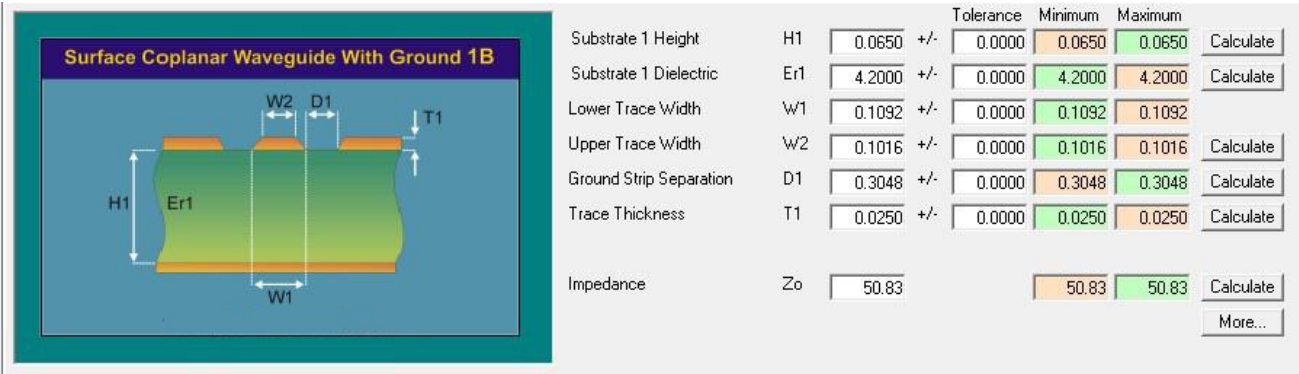 Tolerance Minimum Maximum
Surface Coplanar Waveguide With Ground 1B
W2 D1
T1
H1 Er1
W1
Substrate 1 Height H1 0.0650 +/- 0.0000 0.0650 0.0650 Calculate
Substrate 1 Dielectric Er1 4.2000 +/- 0.0000 4.2000 4.2000 Calculate
Lower Trace Width W1 0.1092 +/- 0.0000 0.1092 0.1092
Upper Trace Width W2 0.1016 +/- 0.0000 0.1016 0.1016 Calculate
Ground Strip Separation D1 0.3048 +/- 0.0000 0.3048 0.3048 Calculate
Trace Thickness T1 0.0250 +/- 0.0000 0.0250 0.0250 Calculate
Impedance Zo 50.83 50.83 50.83 Calculate
More...